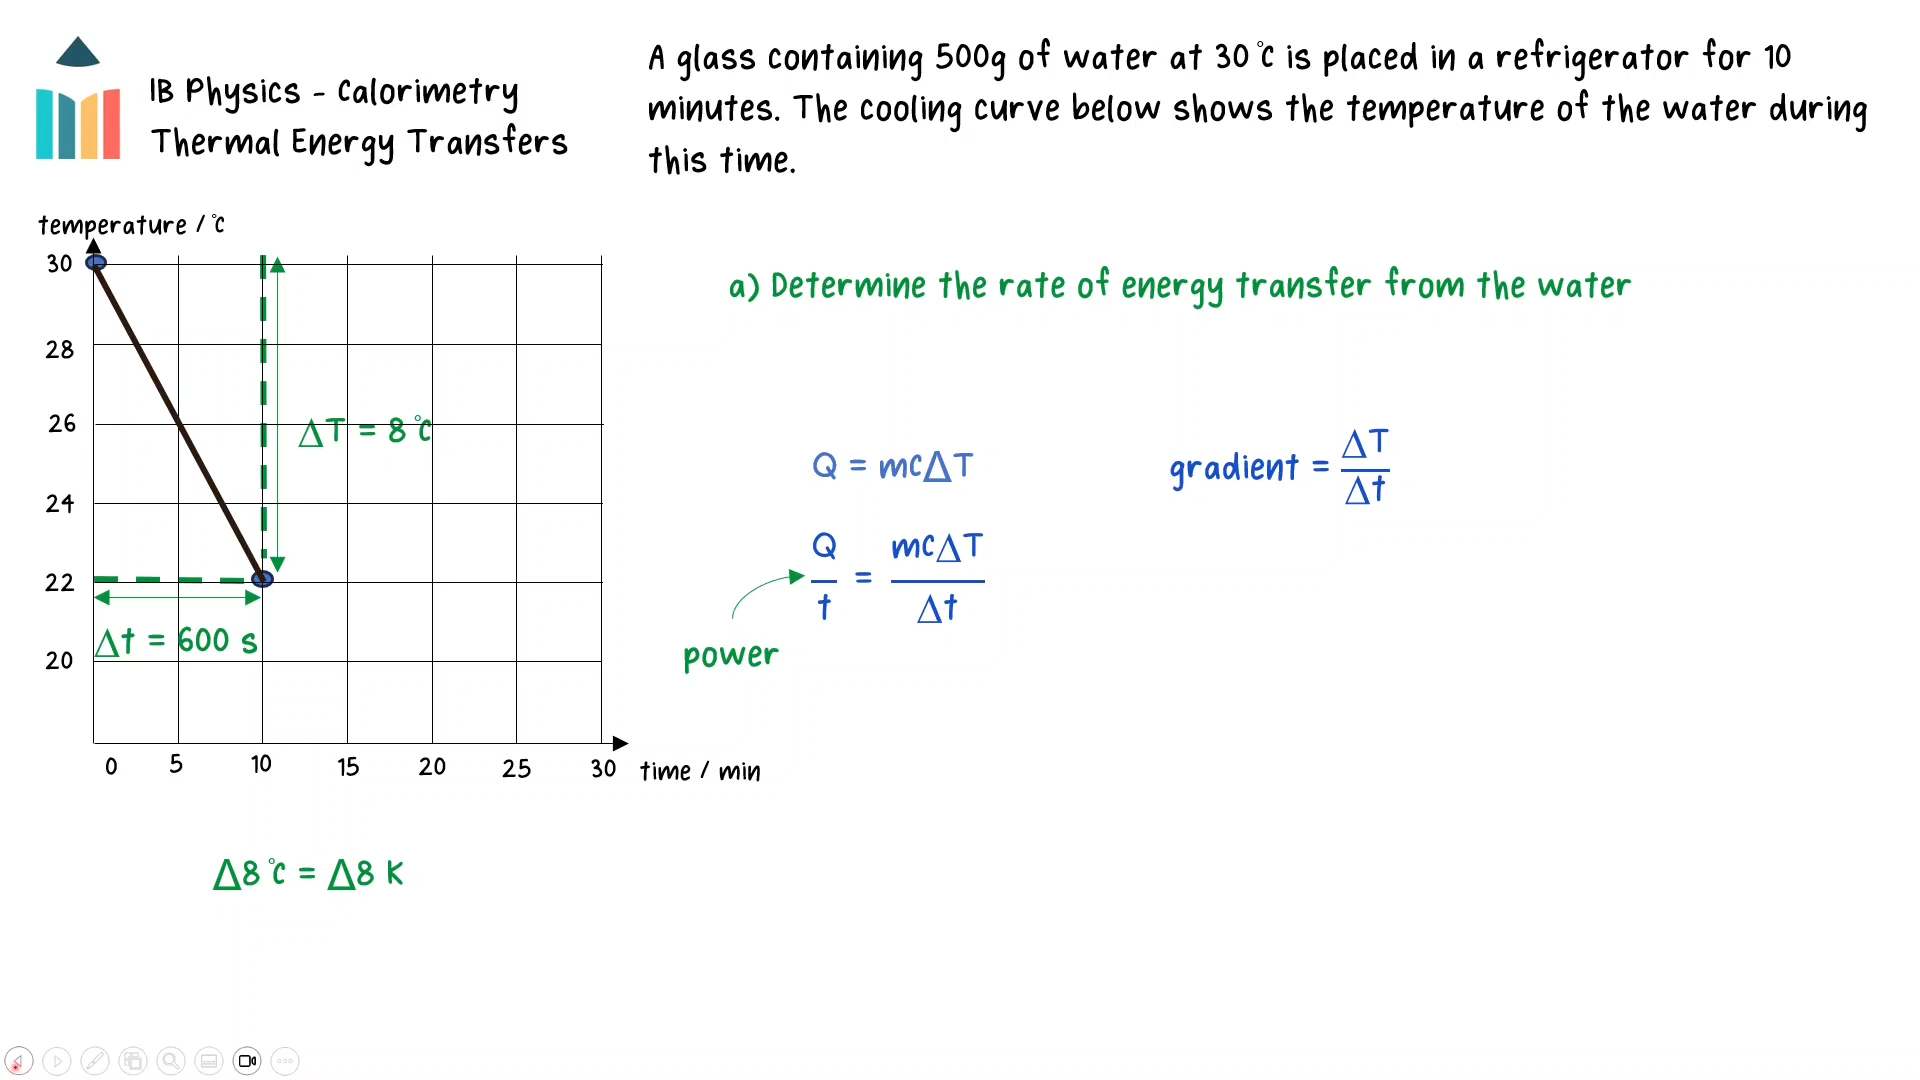 IB Physics - Calorimetry
Thermal Energy Transfers
A glass containing 500g of water at 30°C is placed in a refrigerator for 10
minutes. The cooling curve below shows the temperature of the water during
this time.
temperature / °C
30
28
26
24
22
20
ΔT = 8°C
Δt = 600 s
0 5 10 15 20 25 30 time / min
Δ8°C = Δ8 K
a) Determine the rate of energy transfer from the water
Q = mcΔT
Q/t = mcΔT/Δt
power
gradient = ΔT/Δt